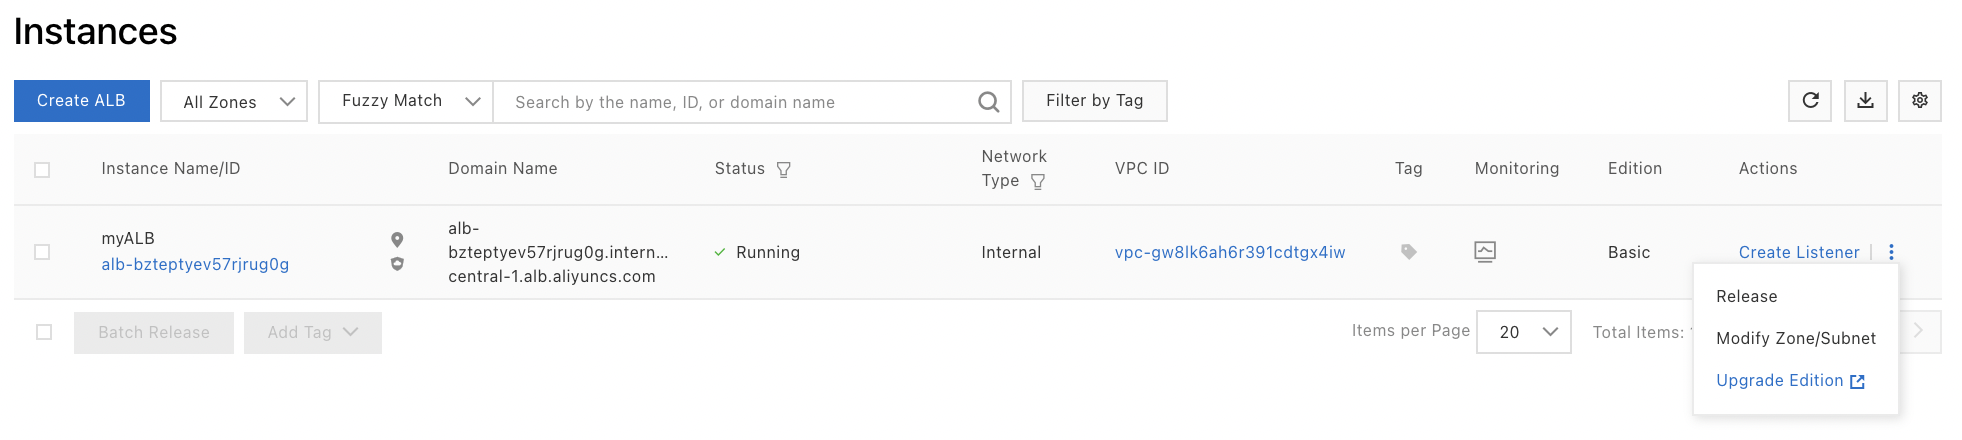 Instances
Create ALB
All Zones
Fuzzy Match
Search by the name, ID, or domain name
Filter by Tag
Instance Name/ID
Domain Name
Status
Network
Type
VPC ID
Tag
Monitoring
Edition
Actions
myALB
alb-bzteptyev57rjrug0g
alb-
bzteptyev57rjrug0g.intern...
central-1.alb.aliyuncs.com
Running
Internal
vpc-gw8lk6ah6r391cdtgx4iw
Basic
Create Listener
Release
Modify Zone/Subnet
Upgrade Edition
Batch Release
Add Tag
Items per Page
20
Total Items: